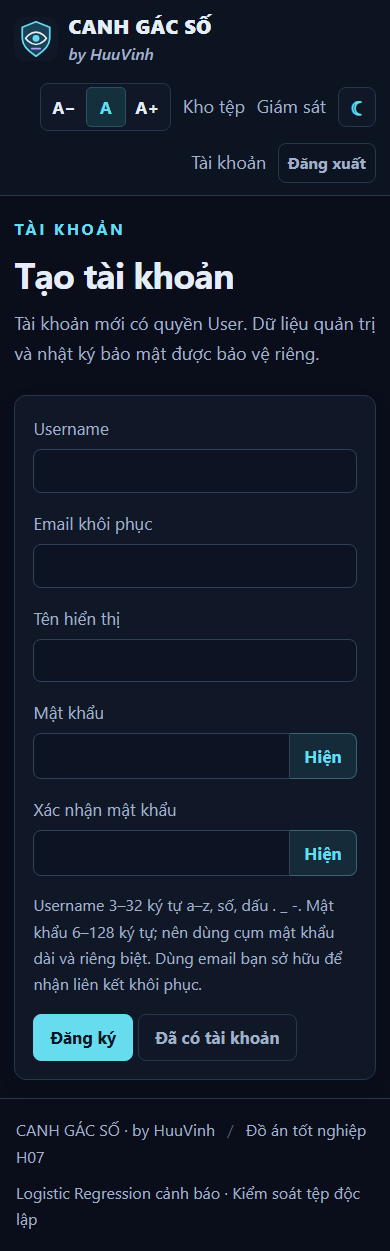 CANH GÁC SỐ
by HuuVinh
A− A A+ Kho tệp Giám sát
Tài khoản Đăng xuất
TÀI KHOẢN
Tạo tài khoản
Tài khoản mới có quyền User. Dữ liệu quản trị
và nhật ký bảo mật được bảo vệ riêng.
Username
Email khôi phục
Tên hiển thị
Mật khẩu
Hiện
Xác nhận mật khẩu
Hiện
Username 3–32 ký tự a–z, số, dấu . _ -. Mật
khẩu 6–128 ký tự; nên dùng cụm mật khẩu
dài và riêng biệt. Dùng email bạn sở hữu để
nhận liên kết khôi phục.
Đăng ký Đã có tài khoản
CANH GÁC SỐ · by HuuVinh / Đồ án tốt nghiệp
H07
Logistic Regression cảnh báo · Kiểm soát tệp độc
lập